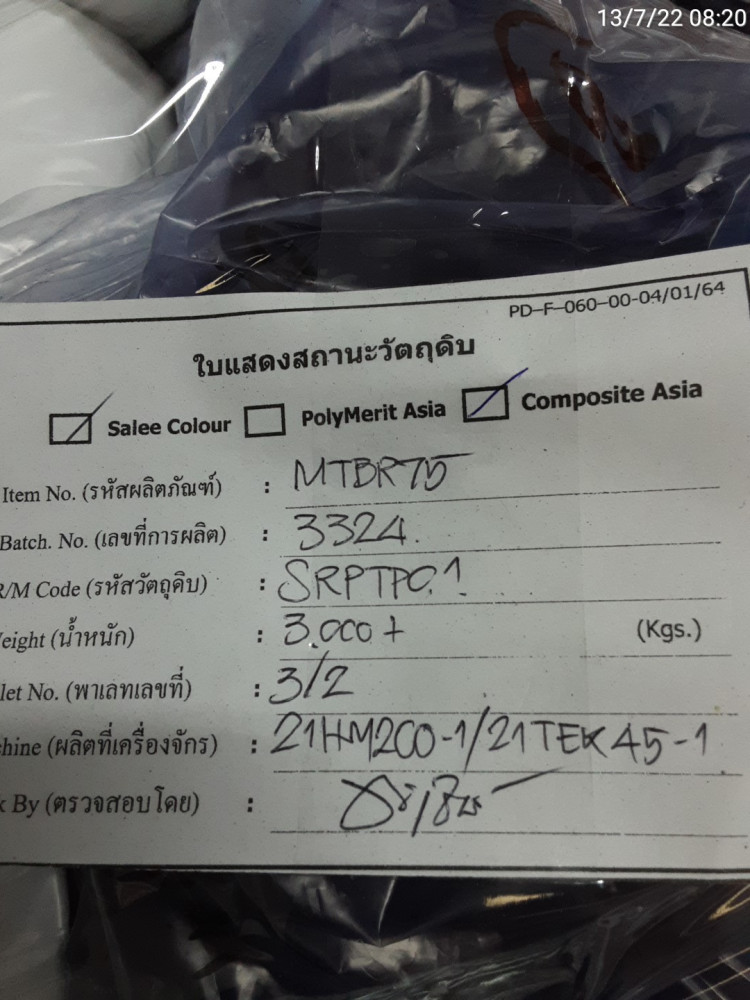 13/7/22 08:20
PD-F-060-00-04/01/64
ใบแสดงสถานะวัตถุดิบ
Salee Colour PolyMerit Asia Composite Asia
Item No. (รหัสผลิตภัณฑ์) : MTBR75
Batch. No. (เลขที่การผลิต) : 3324.
R/M Code (รหัสวัตถุดิบ) : SRPTP0.1
eight (น้ำหนัก) : 3.000 + (Kgs.)
let No. (พาเลทเลขที่) : 3/2
hine (ผลิตที่เครื่องจักร) : 21HM200-1/21TEK45-1
k By (ตรวจสอบโดย) :